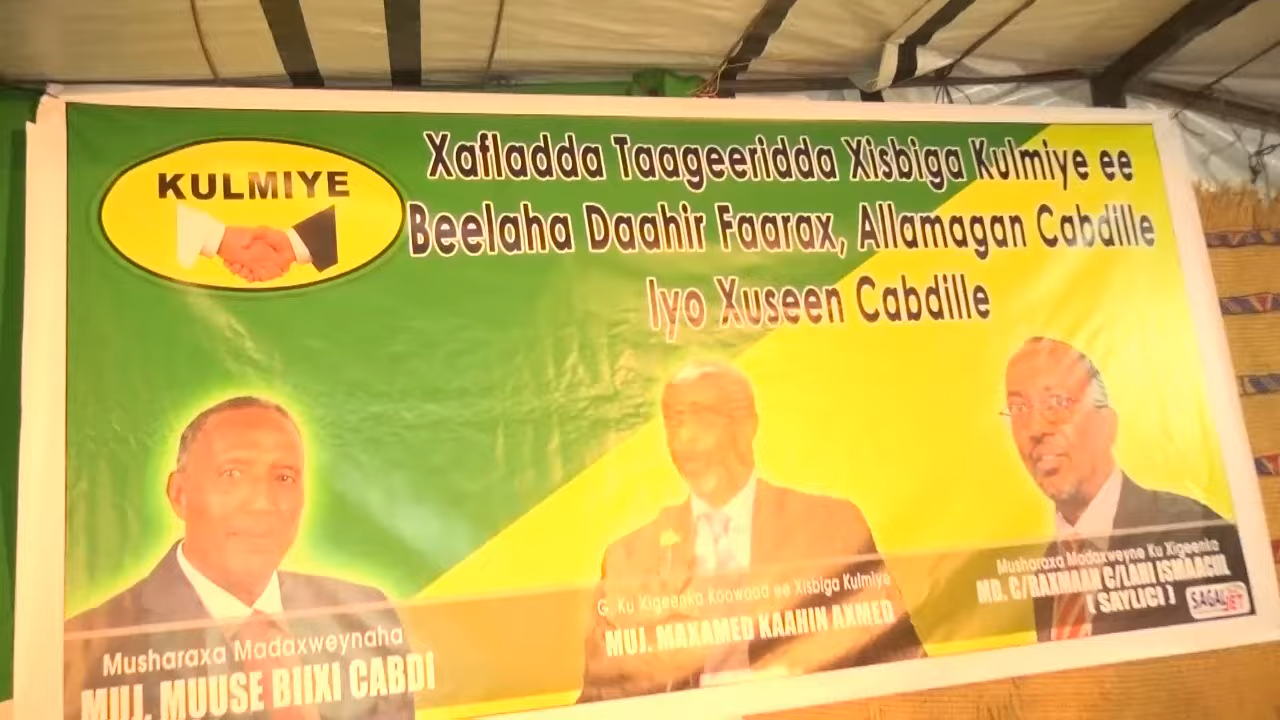 KULMIYE
Xafladda Taageeridda Xisbiga Kulmiye ee
Beelaha Daahir Faarax, Allamagan Cabdille
Iyo Xuseen Cabdille
Musharaxa Madaxweynaha
MUJ. MUUSE BIIXI CABDI
G. Ku Xigeenka Koowaad ee Xisbiga Kulmiye
MUJ. MAXAMED KAAHIN AXMED
Musharaxa Madaxweyne Ku Xigeenka
MD. C/RAXMAAN C/LAHI ISMAACIIL
( SAYLICI )
SAGAL JET